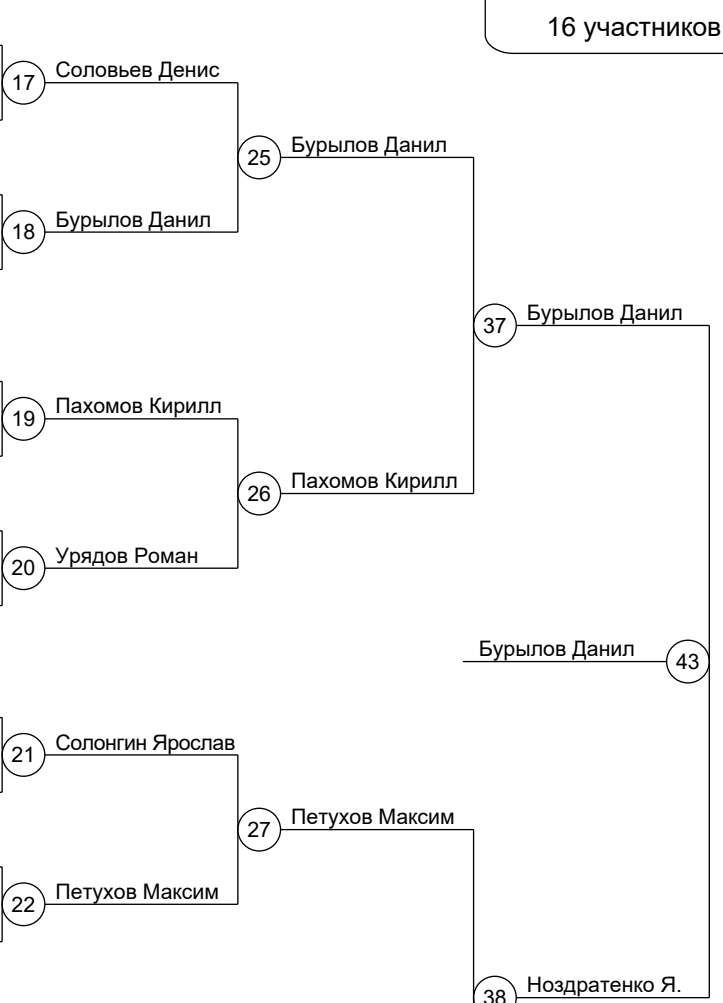 16 участников
17 Соловьев Денис
25 Бурылов Данил
18 Бурылов Данил
37 Бурылов Данил
19 Пахомов Кирилл
26 Пахомов Кирилл
20 Урядов Роман
Бурылов Данил 43
21 Солонгин Ярослав
27 Петухов Максим
22 Петухов Максим
38 Ноздратенко Я.